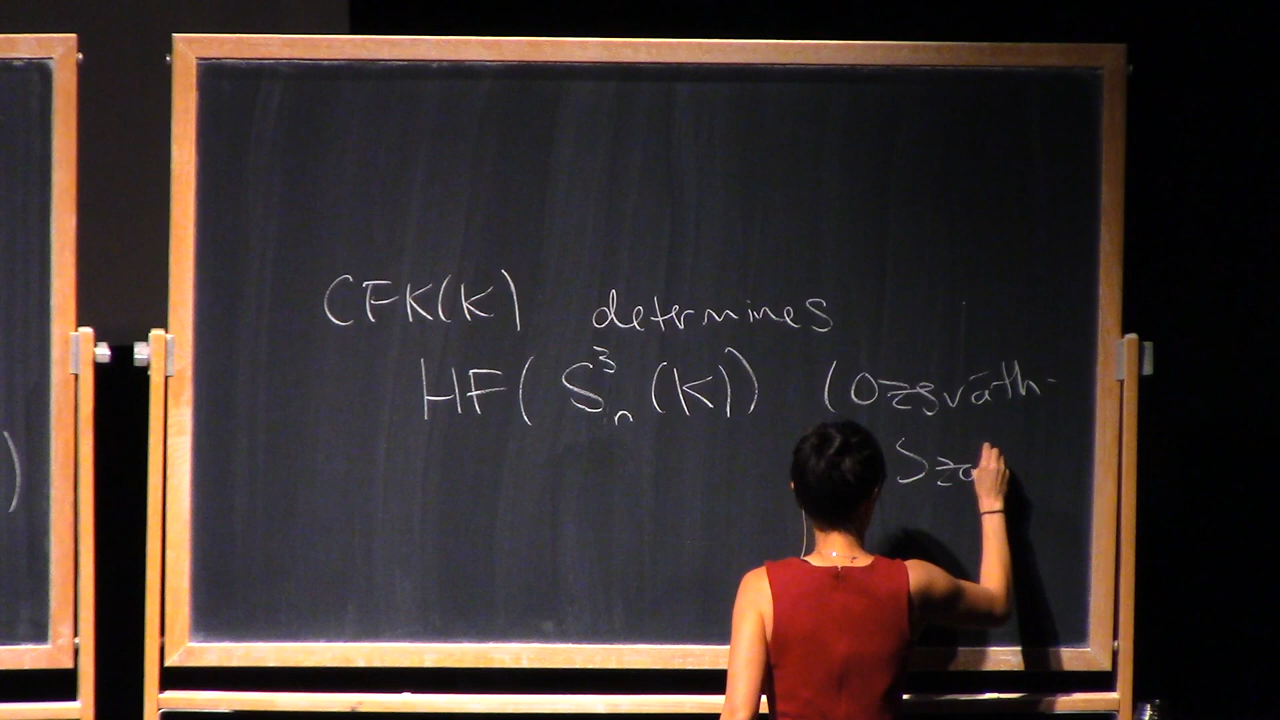 CFK(K) determines
HF(S³ₙ(K)) (Ozsváth-
Sza
)